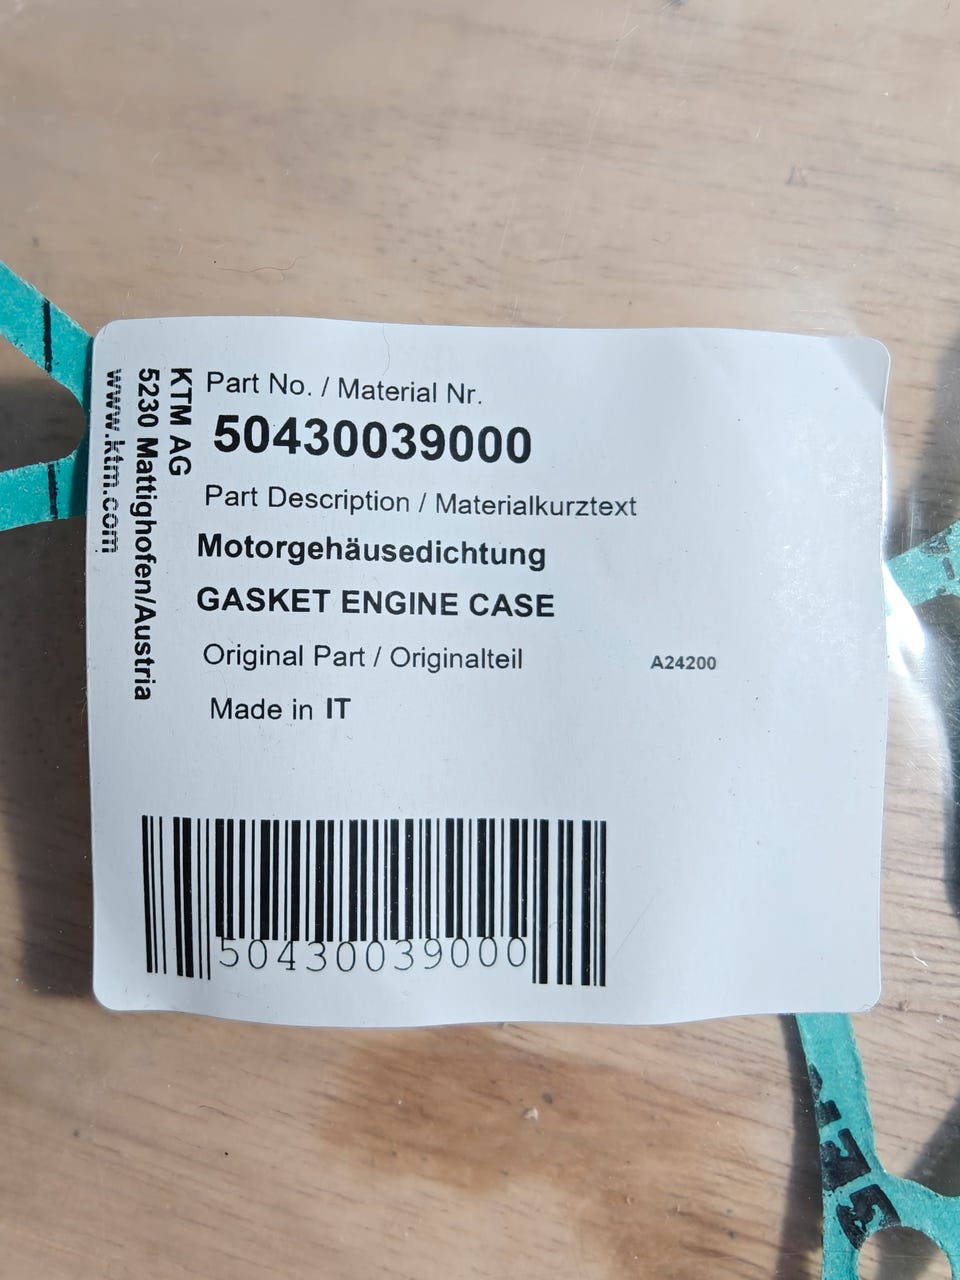 KTM AG
5230 Mattighofen/Austria
www.ktm.com
Part No. / Material Nr.
50430039000
Part Description / Materialkurztext
Motorgehäusedichtung
GASKET ENGINE CASE
Original Part / Originalteil
A24200
Made in IT
50430039000